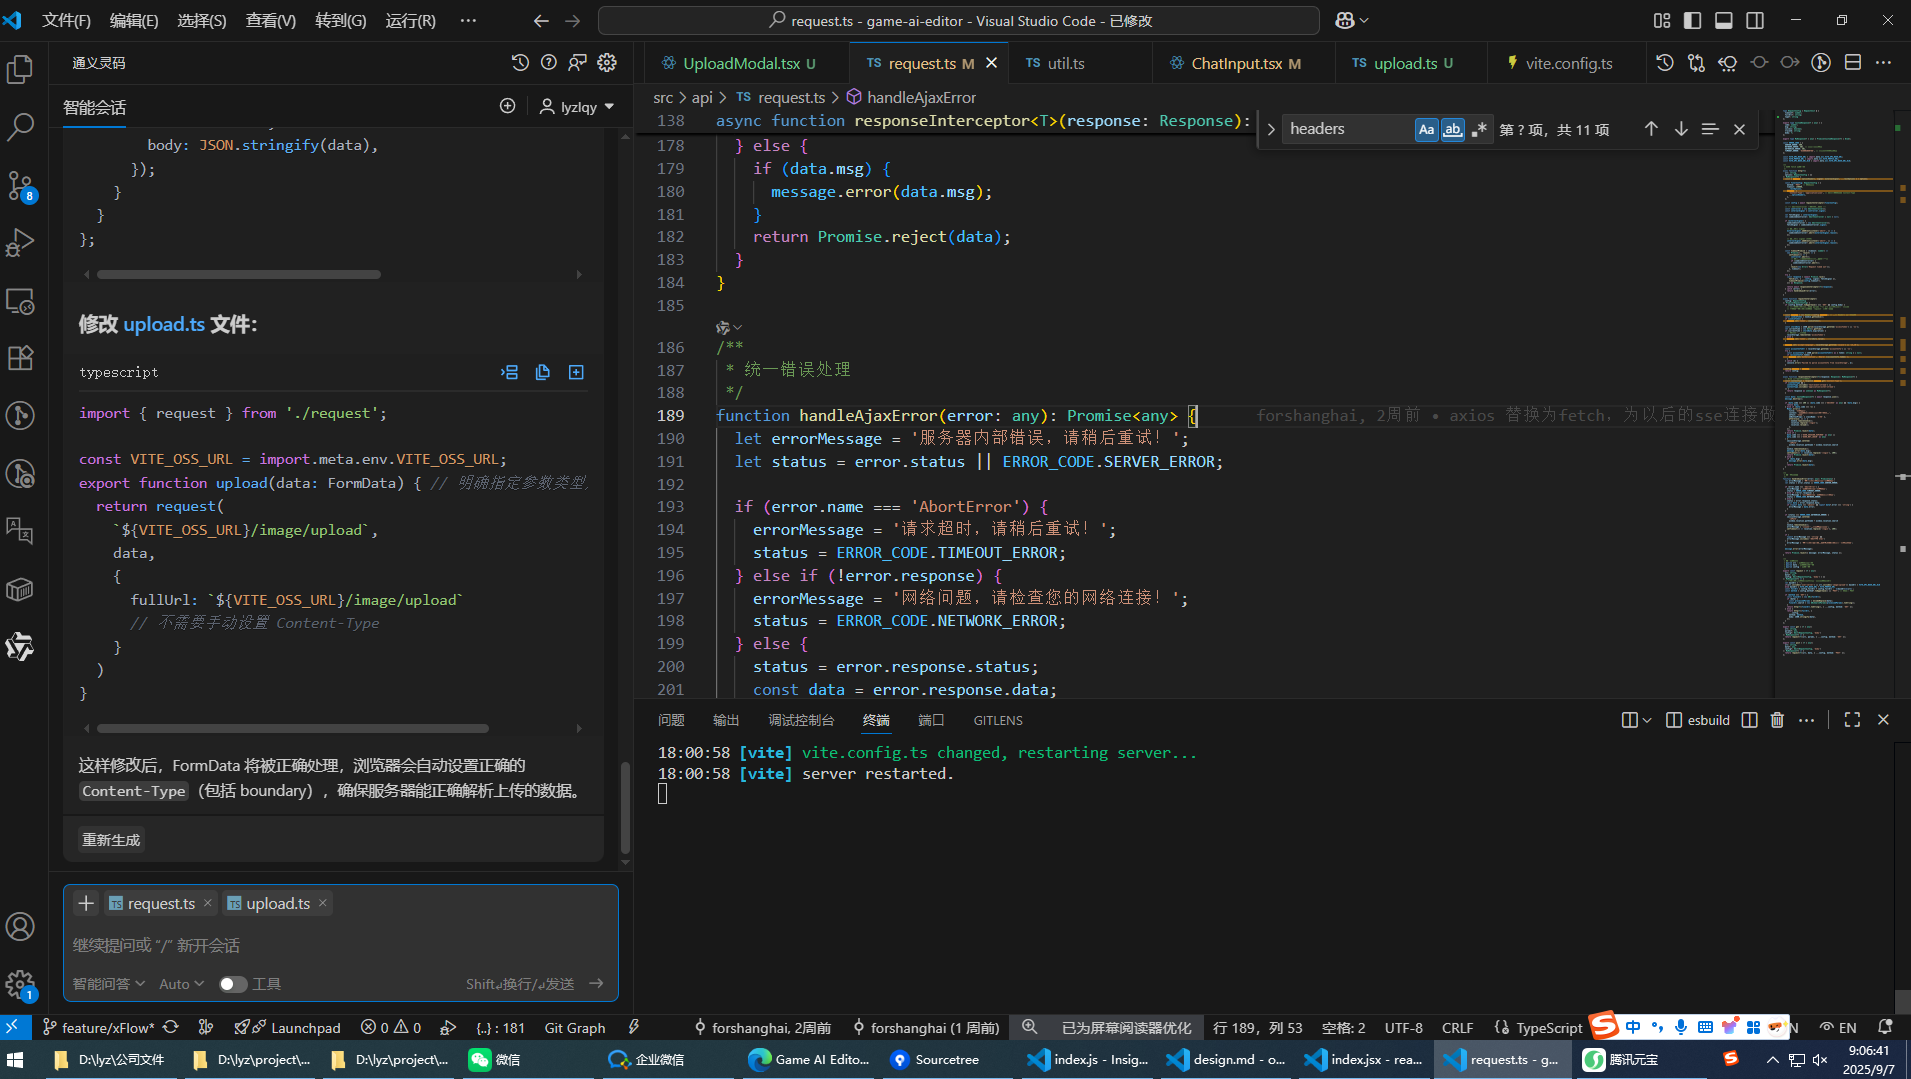 文件(F) 编辑(E) 选择(S) 查看(V) 转到(G) 运行(R) ···
request.ts - game-ai-editor - Visual Studio Code - 已修改
通义灵码
UploadModal.tsx U
TS request.ts M
TS util.ts
ChatInput.tsx M
TS upload.ts U
vite.config.ts
智能会话
lyzlqy
src > api > TS request.ts > handleAjaxError
headers
Aa ab .* 第 ? 项，共 11 项
body: JSON.stringify(data),
});
}
}
};
修改 upload.ts 文件：
typescript
import { request } from './request';
const VITE_OSS_URL = import.meta.env.VITE_OSS_URL;
export function upload(data: FormData) { // 明确指定参数类型
return request(
`${VITE_OSS_URL}/image/upload`,
data,
{
fullUrl: `${VITE_OSS_URL}/image/upload`
// 不需要手动设置 Content-Type
}
)
}
这样修改后，FormData 将被正确处理，浏览器会自动设置正确的
Content-Type（包括 boundary），确保服务器能正确解析上传的数据。
重新生成
TS request.ts × TS upload.ts ×
继续提问或 “/” 新开会话
智能问答 Auto 工具 Shift↵换行/↵发送
138 async function responseInterceptor<T>(response: Response):
178 } else {
179 if (data.msg) {
180 message.error(data.msg);
181 }
182 return Promise.reject(data);
183 }
184 }
185
186 /**
187 * 统一错误处理
188 */
189 function handleAjaxError(error: any): Promise<any> { forshanghai, 2周前 • axios 替换为fetch，为以后的sse连接做
190 let errorMessage = '服务器内部错误，请稍后重试！';
191 let status = error.status || ERROR_CODE.SERVER_ERROR;
192
193 if (error.name === 'AbortError') {
194 errorMessage = '请求超时，请稍后重试！';
195 status = ERROR_CODE.TIMEOUT_ERROR;
196 } else if (!error.response) {
197 errorMessage = '网络问题，请检查您的网络连接！';
198 status = ERROR_CODE.NETWORK_ERROR;
199 } else {
200 status = error.response.status;
201 const data = error.response.data;
问题 输出 调试控制台 终端 端口 GITLENS
esbuild
18:00:58 [vite] vite.config.ts changed, restarting server...
18:00:58 [vite] server restarted.
8
1
feature/xFlow* Launchpad 0 0 {..} : 181 Git Graph forshanghai, 2周前 forshanghai (1 周前) 已为屏幕阅读器优化 行 189，列 53 空格: 2 UTF-8 CRLF {} TypeScript 中 EN
D:\lyz\公司文件 D:\lyz\project\... D:\lyz\project\... 微信 企业微信 Game AI Edito... Sourcetree index.js - Insig... design.md - o... index.jsx - rea... request.ts - g... 腾讯元宝
9:06:41
2025/9/7